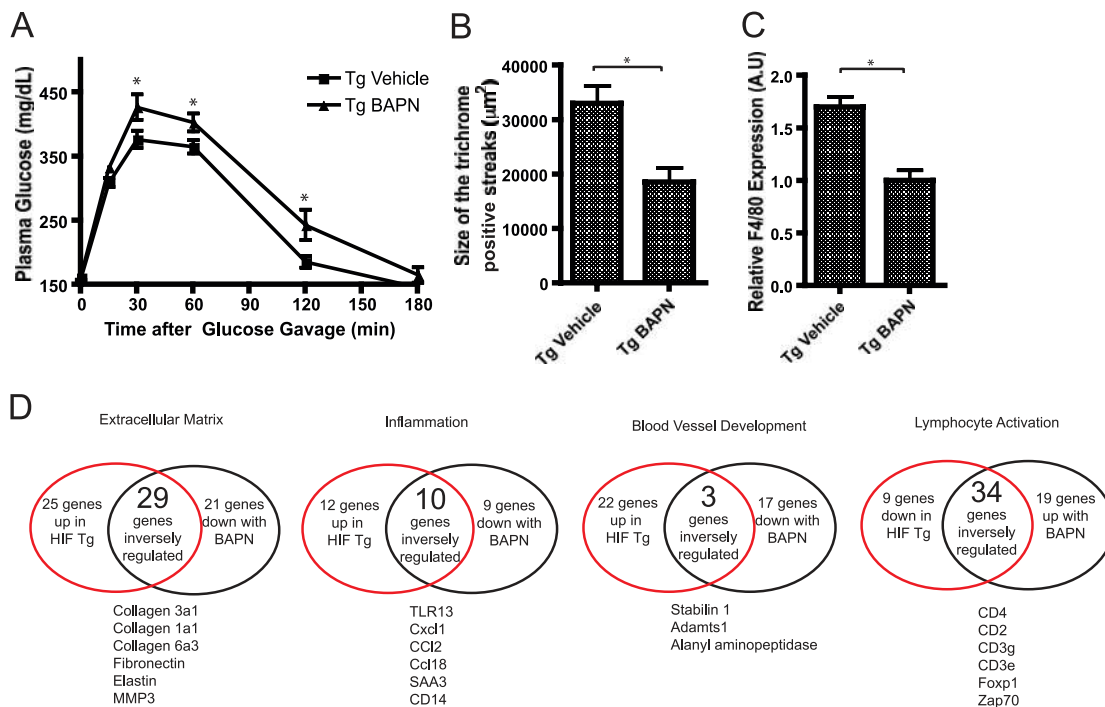 A
Plasma Glucose (mg/dL)
450
350
250
150
* * *
Tg Vehicle
Tg BAPN
0 30 60 90 120 150 180
Time after Glucose Gavage (min)
B
Size of the trichrome
positive streaks (µm²)
40000
30000
20000
10000
0
*
Tg Vehicle
Tg BAPN
C
Relative F4/80 Expression (A.U)
2.0
1.5
1.0
0.5
0.0
*
Tg Vehicle
Tg BAPN
D
Extracellular Matrix
25 genes
up in
HIF Tg
29
genes
inversely
regulated
21 genes
down with
BAPN
Collagen 3a1
Collagen 1a1
Collagen 6a3
Fibronectin
Elastin
MMP3
Inflammation
12 genes
up in
HIF Tg
10
genes
inversely
regulated
9 genes
down with
BAPN
TLR13
Cxcl1
CCl2
Ccl18
SAA3
CD14
Blood Vessel Development
22 genes
up in
HIF Tg
3
genes
inversely
regulated
17 genes
down with
BAPN
Stabilin 1
Adamts1
Alanyl aminopeptidase
Lymphocyte Activation
9 genes
down in
HIF Tg
34
genes
inversely
regulated
19 genes
up with
BAPN
CD4
CD2
CD3g
CD3e
Foxp1
Zap70